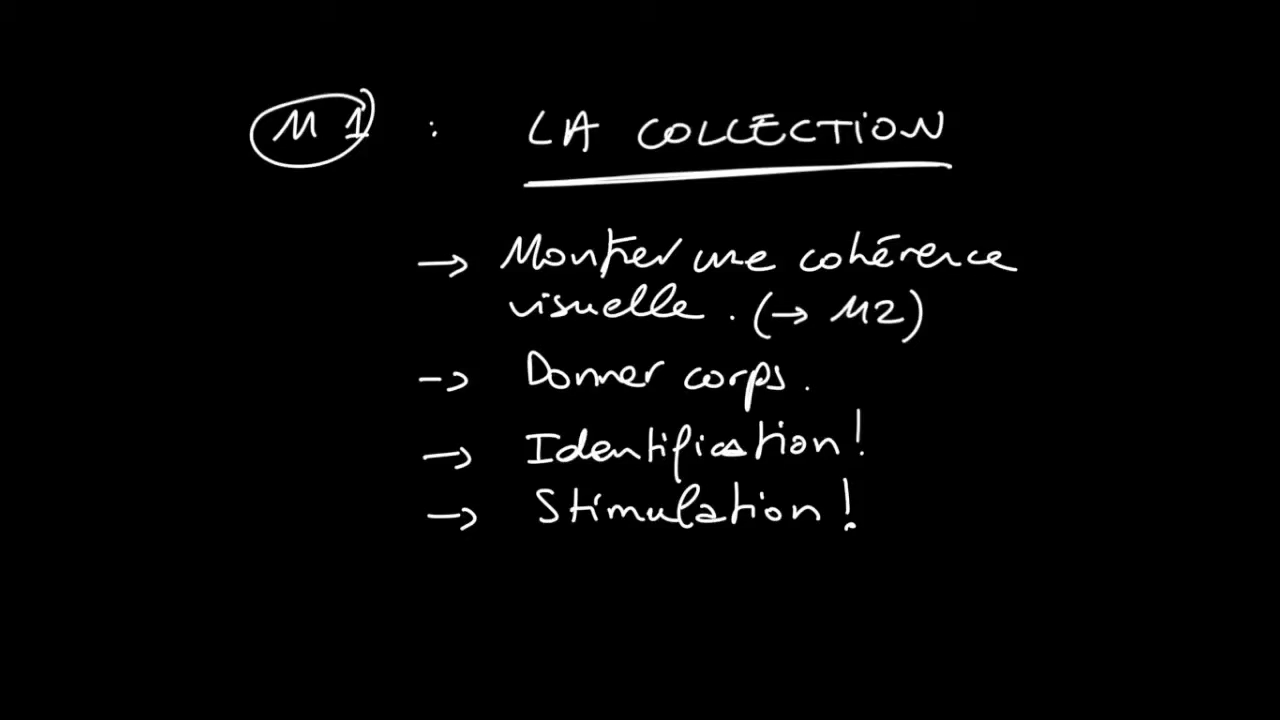 M1 : LA COLLECTION
→ Montrer une cohérence
visuelle. (→ M2)
→ Donner corps.
→ Identification!
→ Stimulation!